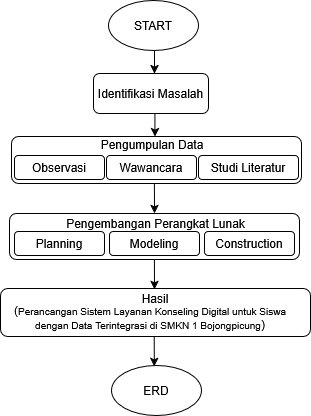 START
Identifikasi Masalah
Pengumpulan Data
Observasi Wawancara Studi Literatur
Pengembangan Perangkat Lunak
Planning Modeling Construction
Hasil
(Perancangan Sistem Layanan Konseling Digital untuk Siswa
dengan Data Terintegrasi di SMKN 1 Bojongpicung)
ERD